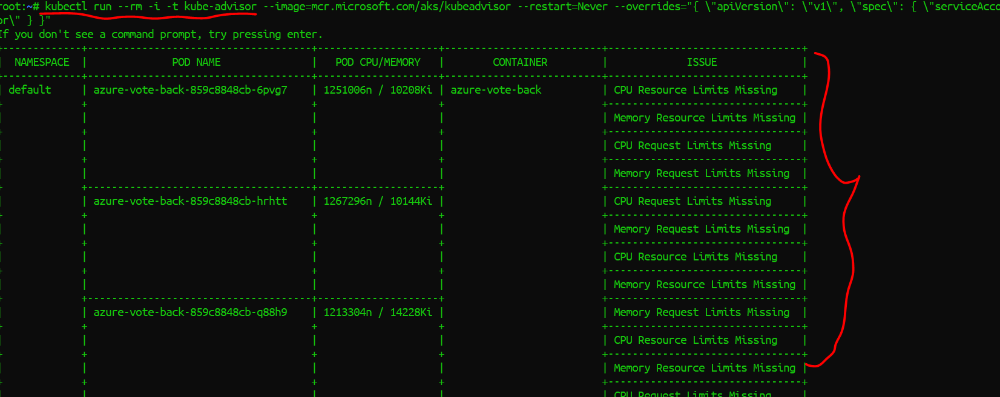 root:~# kubectl run --rm -i -t kube-advisor --image=mcr.microsoft.com/aks/kubeadvisor --restart=Never --overrides="{ \"apiVersion\": \"v1\", \"spec\": { \"serviceAcco
or\" } }"
If you don't see a command prompt, try pressing enter.
NAMESPACE | POD NAME | POD CPU/MEMORY | CONTAINER | ISSUE
default | azure-vote-back-859c8848cb-6pvg7 | 1251006n / 10208Ki | azure-vote-back | CPU Resource Limits Missing
Memory Resource Limits Missing
CPU Request Limits Missing
Memory Request Limits Missing
azure-vote-back-859c8848cb-hrhtt | 1267296n / 10144Ki | CPU Request Limits Missing
Memory Request Limits Missing
CPU Resource Limits Missing
Memory Resource Limits Missing
azure-vote-back-859c8848cb-q88h9 | 1213304n / 14228Ki | Memory Request Limits Missing
CPU Resource Limits Missing
Memory Resource Limits Missing
CPU Request Limits Missing